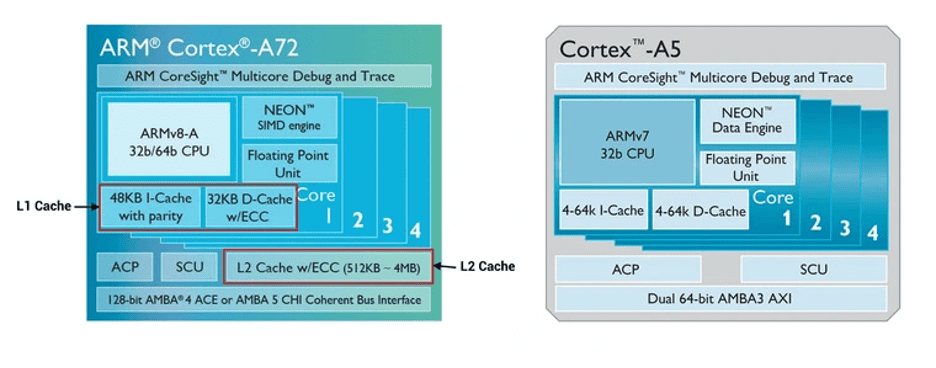 ARM® Cortex®-A72
ARM CoreSight™ Multicore Debug and Trace
ARMv8-A
32b/64b CPU
NEON™
SIMD engine
Floating Point
Unit
L1 Cache
48KB I-Cache
with parity
32KB D-Cache
w/ECC
Core
1
2
3
4
ACP
SCU
L2 Cache w/ECC (512KB ~ 4MB)
L2 Cache
128-bit AMBA®4 ACE or AMBA 5 CHI Coherent Bus Interface
Cortex™-A5
ARM CoreSight™ Multicore Debug and Trace
ARMv7
32b CPU
NEON™
Data Engine
Floating Point
Unit
4-64k I-Cache
4-64k D-Cache
Core
1
2
3
4
ACP
SCU
Dual 64-bit AMBA3 AXI